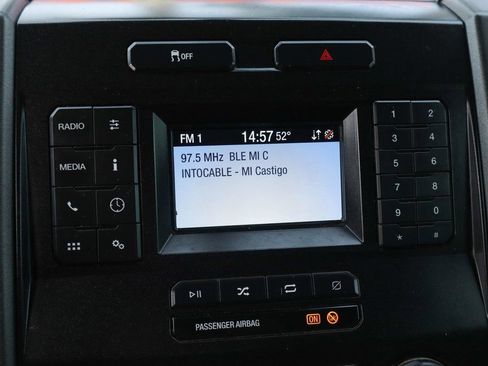 OFF
FM 1 14:57 52°
97.5 MHz BLE MI C
INTOCABLE - MI Castigo
RADIO
MEDIA
i
1 2
3 4
5 6
7 8
9 0
* #
PASSENGER AIRBAG ON